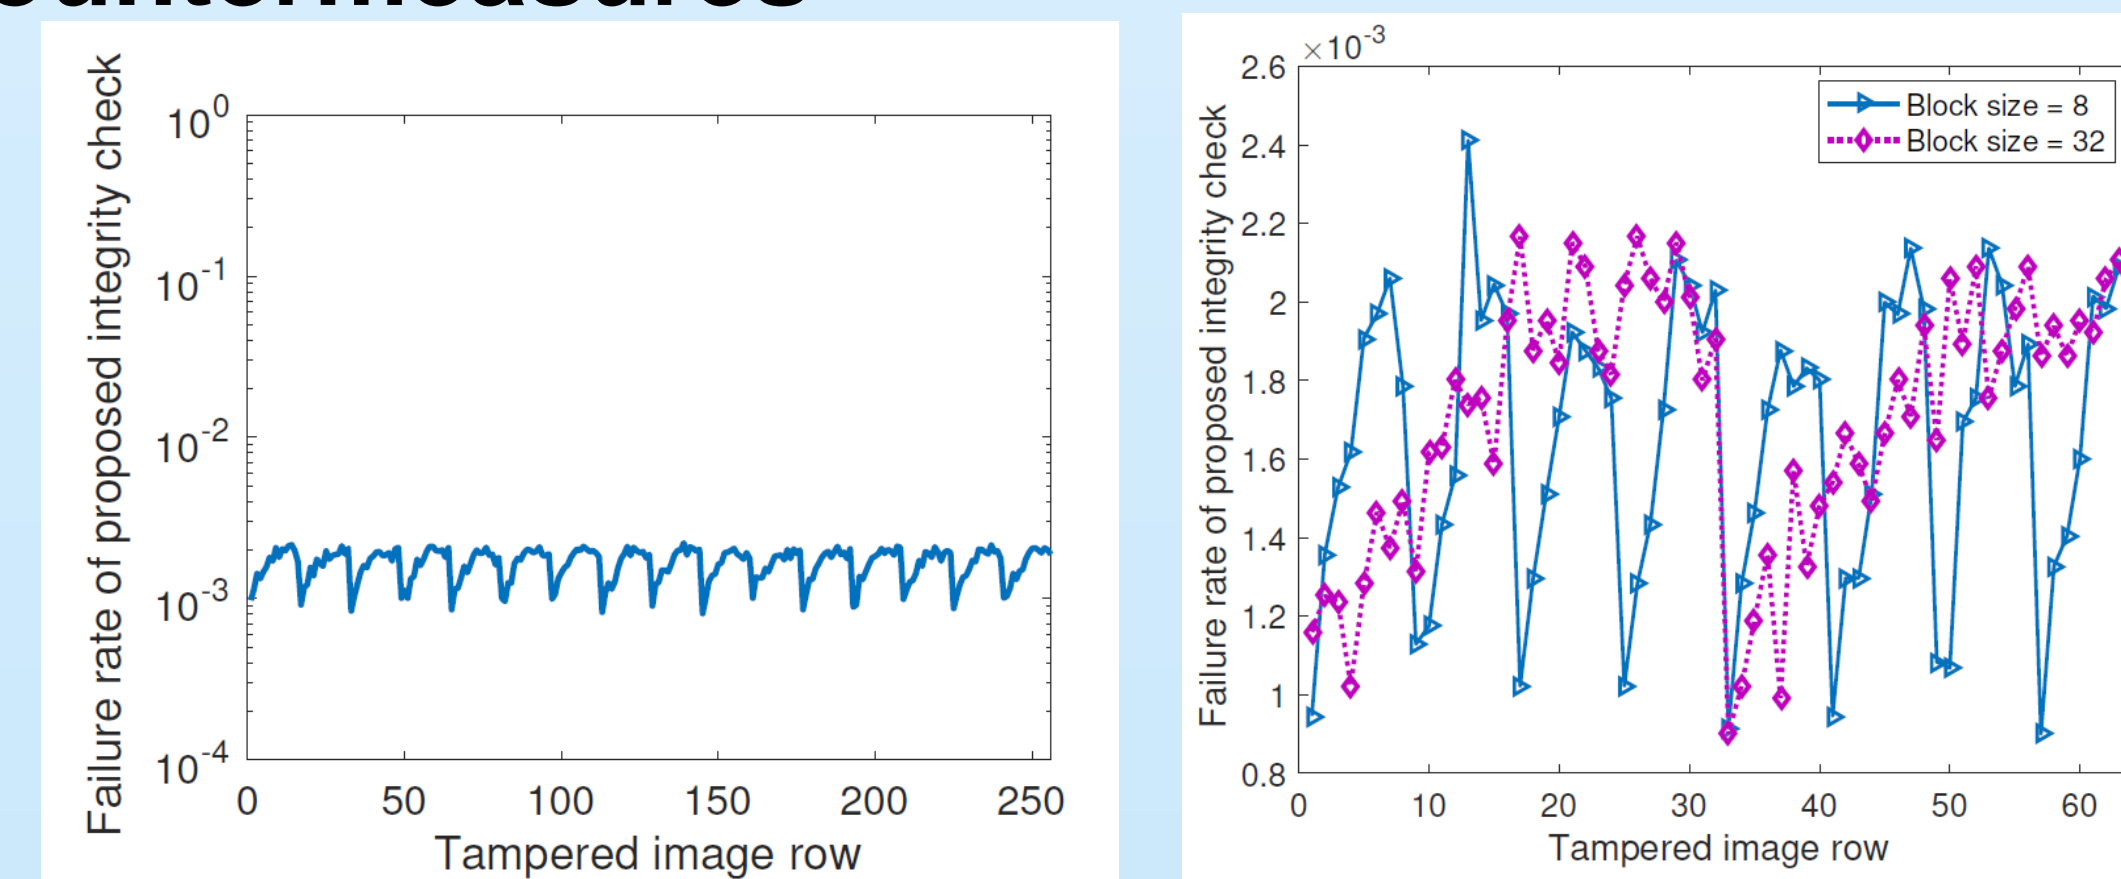 Failure rate of proposed integrity check
10^0
10^-1
10^-2
10^-3
10^-4
0 50 100 150 200 250
Tampered image row
×10^-3
Failure rate of proposed integrity check
2.6
2.4
2.2
2
1.8
1.6
1.4
1.2
1
0.8
Block size = 8
Block size = 32
0 10 20 30 40 50 60
Tampered image row